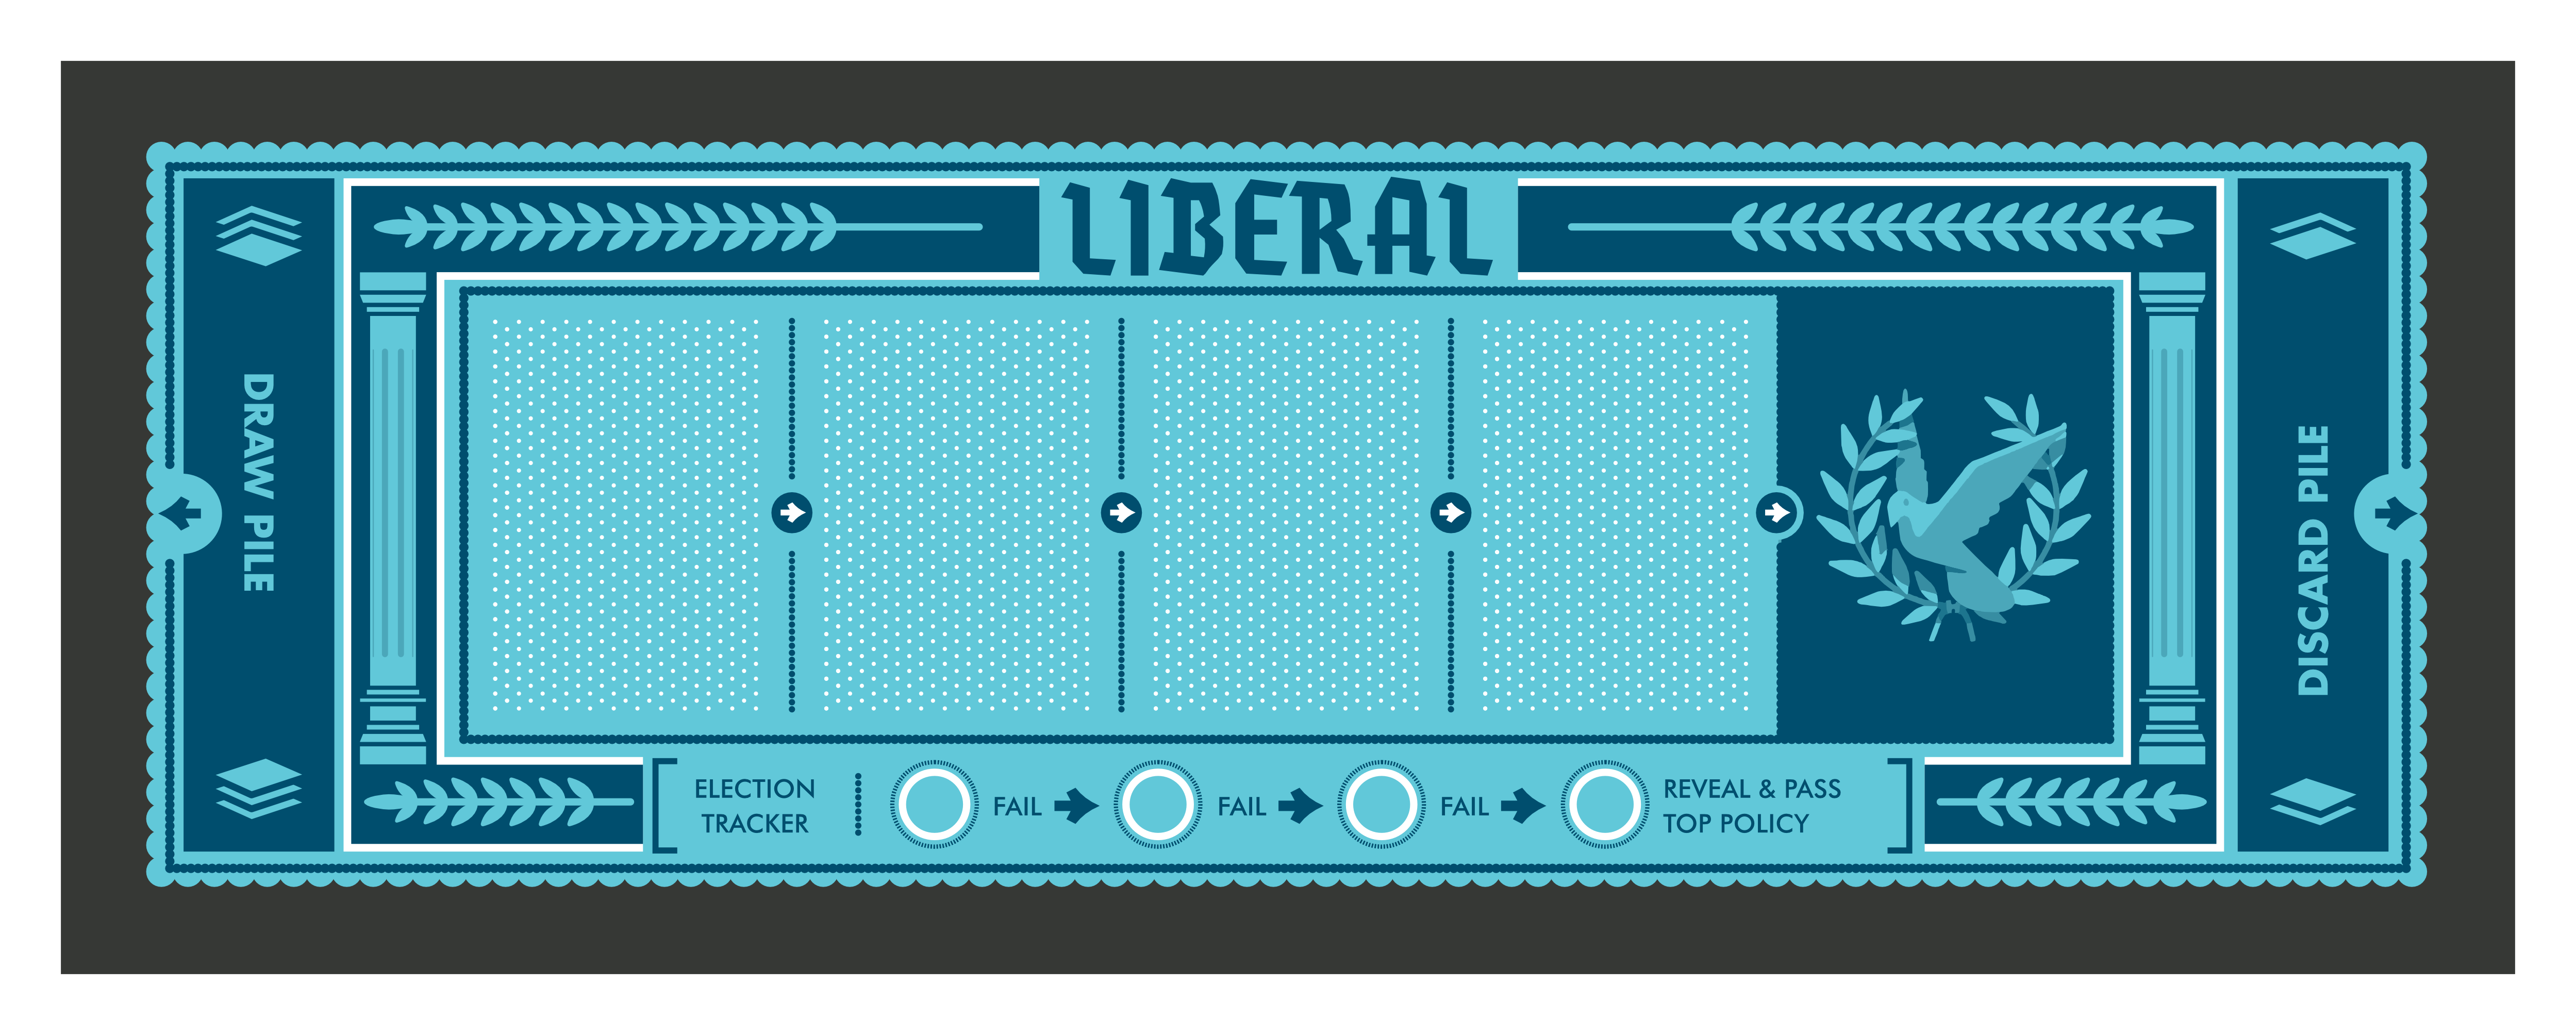 LIBERAL
DRAW PILE
DISCARD PILE
ELECTION
TRACKER
FAIL
FAIL
FAIL
REVEAL & PASS
TOP POLICY